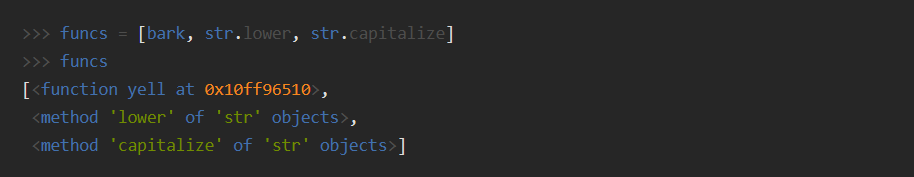 >>> funcs = [bark, str.lower, str.capitalize]
>>> funcs
[<function yell at 0x10ff96510>,
 <method 'lower' of 'str' objects>,
 <method 'capitalize' of 'str' objects>]